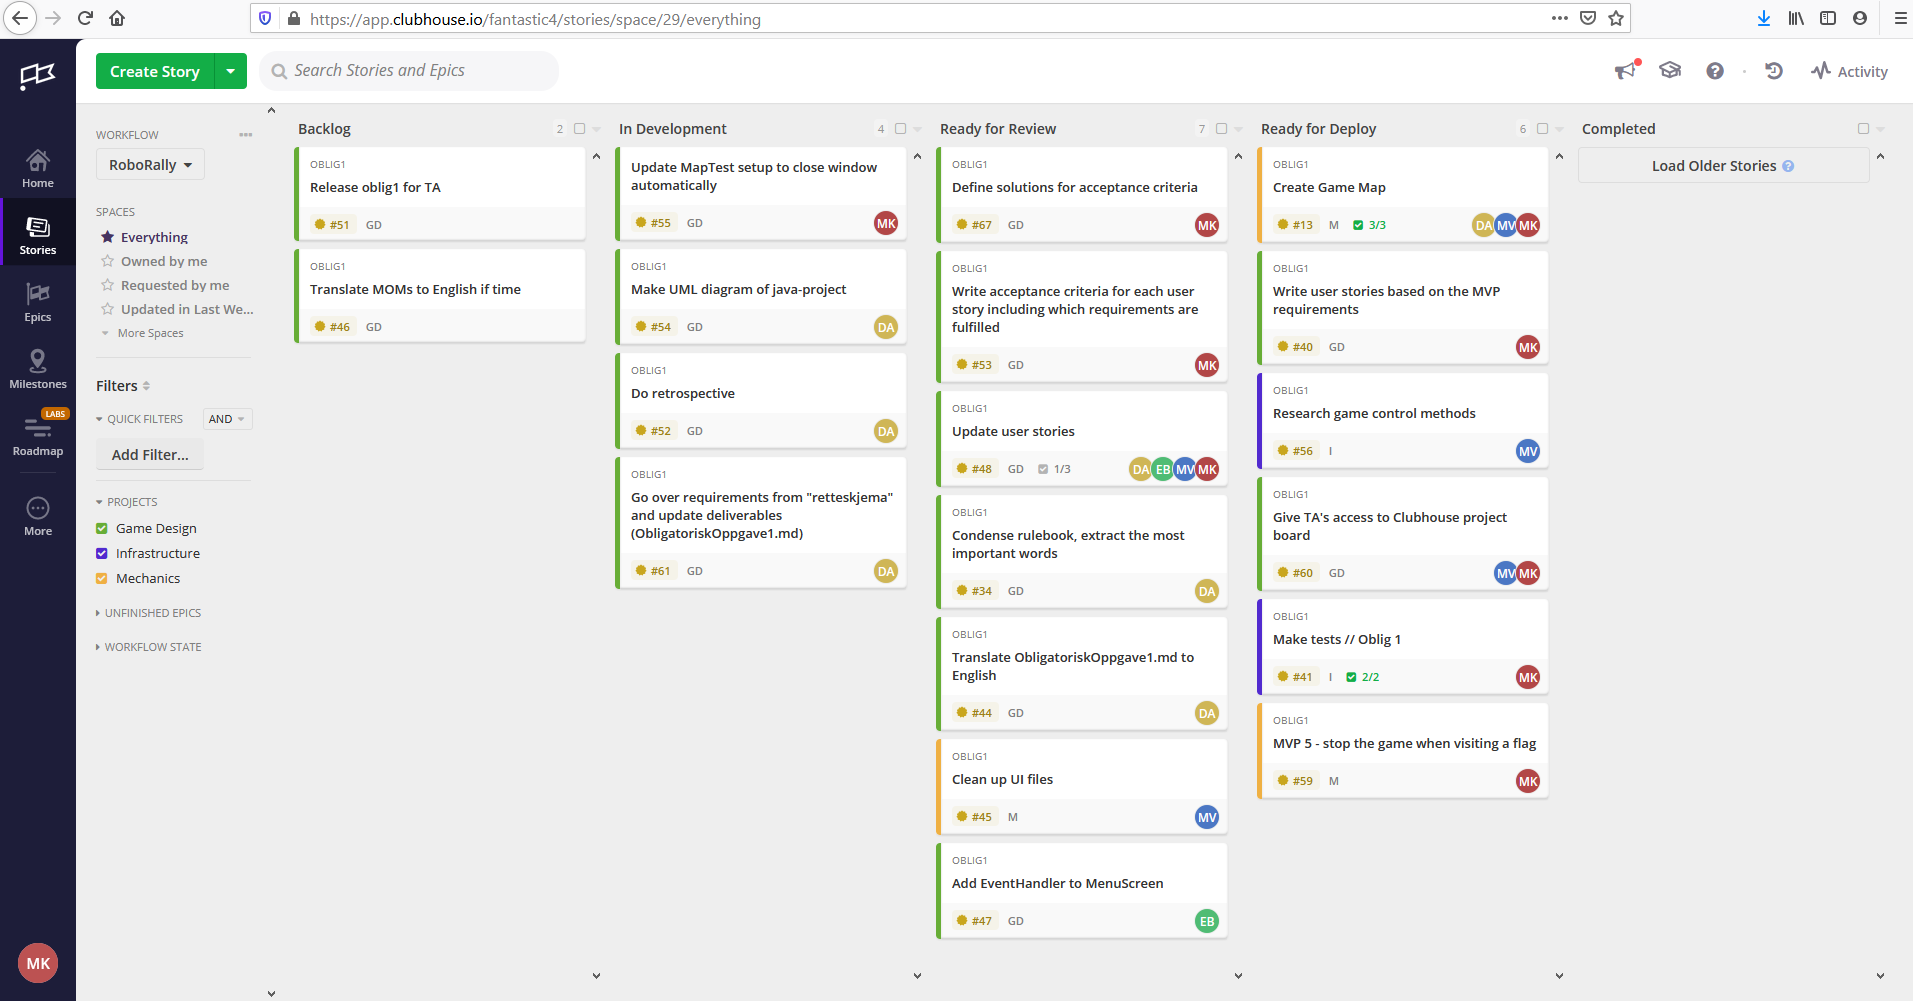 https://app.clubhouse.io/fantastic4/stories/space/29/everything
Create Story
Search Stories and Epics
Activity
Home
Stories
Epics
Milestones
LABS
Roadmap
More
MK
WORKFLOW
RoboRally
SPACES
Everything
Owned by me
Requested by me
Updated in Last We...
More Spaces
Filters
QUICK FILTERS
AND
Add Filter...
PROJECTS
Game Design
Infrastructure
Mechanics
UNFINISHED EPICS
WORKFLOW STATE
Backlog 2
OBLIG1
Release oblig1 for TA
#51 GD
OBLIG1
Translate MOMs to English if time
#46 GD
In Development 4
Update MapTest setup to close window
automatically
#55 GD MK
OBLIG1
Make UML diagram of java-project
#54 GD DA
OBLIG1
Do retrospective
#52 GD DA
OBLIG1
Go over requirements from "retteskjema"
and update deliverables
(ObligatoriskOppgave1.md)
#61 GD DA
Ready for Review 7
OBLIG1
Define solutions for acceptance criteria
#67 GD MK
OBLIG1
Write acceptance criteria for each user
story including which requirements are
fulfilled
#53 GD MK
OBLIG1
Update user stories
#48 GD 1/3 DA EB MV MK
OBLIG1
Condense rulebook, extract the most
important words
#34 GD DA
OBLIG1
Translate ObligatoriskOppgave1.md to
English
#44 GD DA
OBLIG1
Clean up UI files
#45 M MV
OBLIG1
Add EventHandler to MenuScreen
#47 GD EB
Ready for Deploy 6
OBLIG1
Create Game Map
#13 M 3/3 DA MV MK
OBLIG1
Write user stories based on the MVP
requirements
#40 GD MK
OBLIG1
Research game control methods
#56 I MV
OBLIG1
Give TA's access to Clubhouse project
board
#60 GD MV MK
OBLIG1
Make tests // Oblig 1
#41 I 2/2 MK
OBLIG1
MVP 5 - stop the game when visiting a flag
#59 M MK
Completed
Load Older Stories